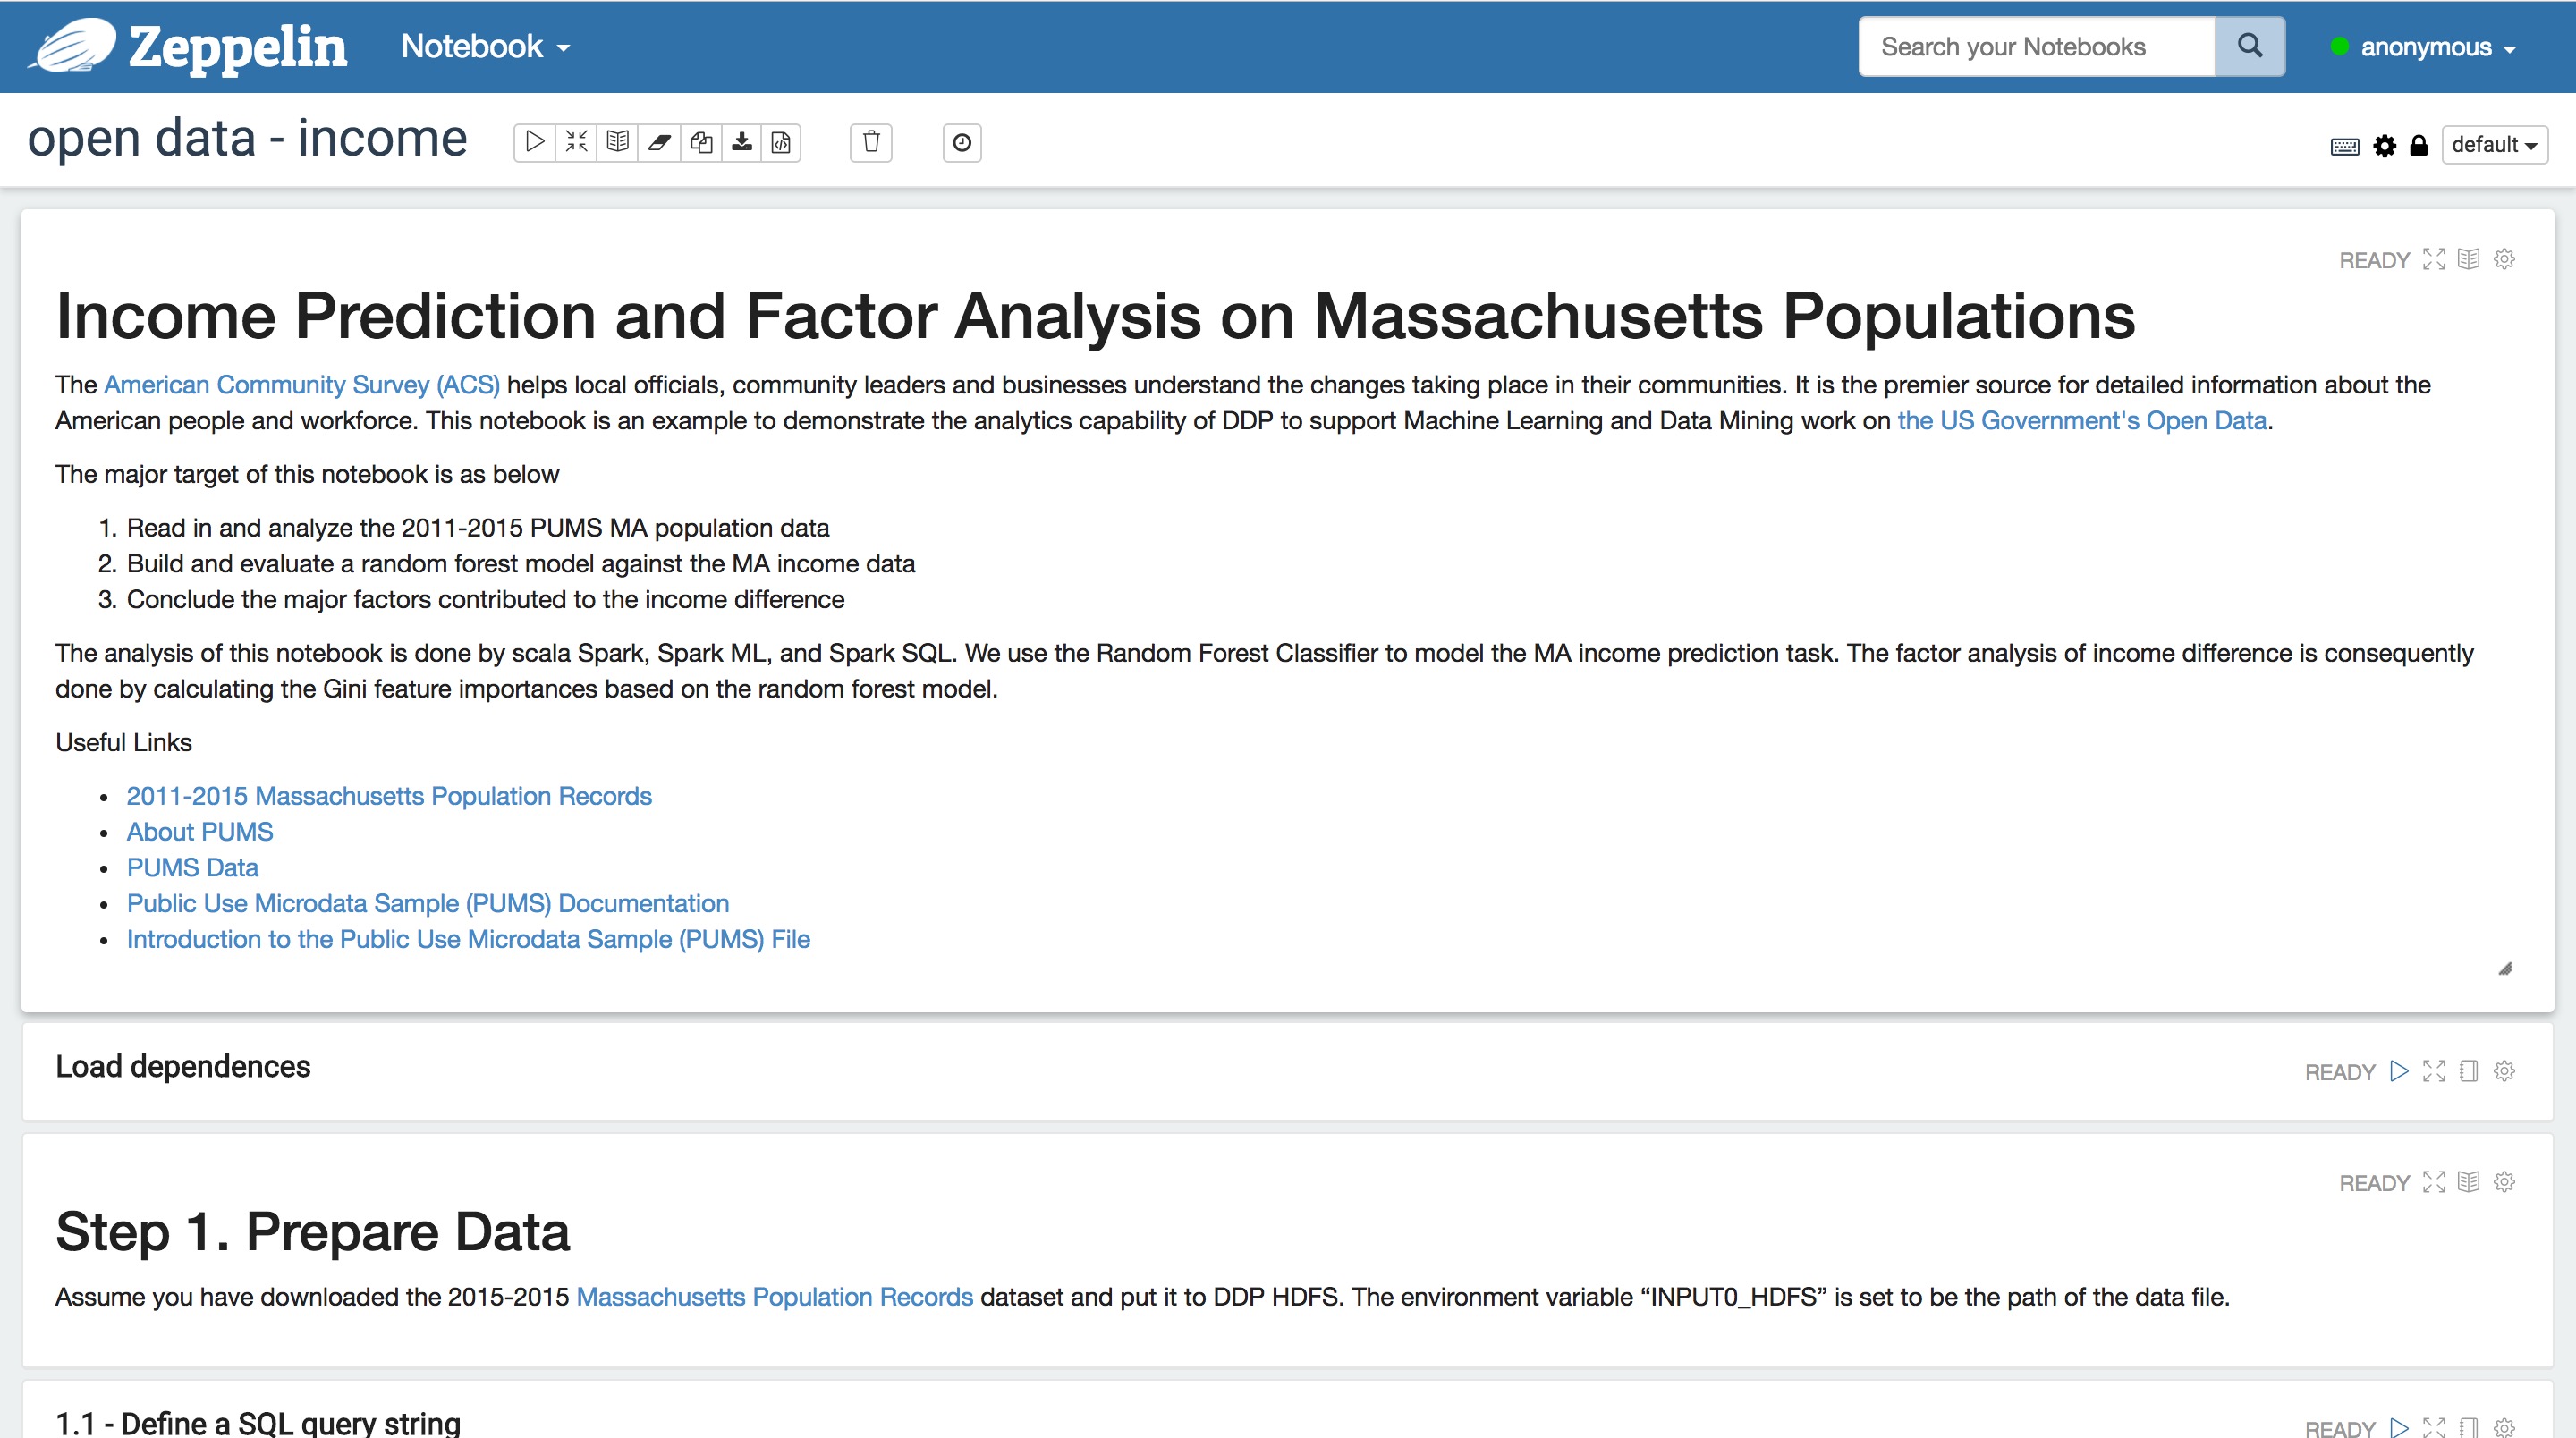 Zeppelin Notebook Search your Notebooks anonymous
open data - income default
READY
Income Prediction and Factor Analysis on Massachusetts Populations
The American Community Survey (ACS) helps local officials, community leaders and businesses understand the changes taking place in their communities. It is the premier source for detailed information about the
American people and workforce. This notebook is an example to demonstrate the analytics capability of DDP to support Machine Learning and Data Mining work on the US Government's Open Data.
The major target of this notebook is as below
1. Read in and analyze the 2011-2015 PUMS MA population data
2. Build and evaluate a random forest model against the MA income data
3. Conclude the major factors contributed to the income difference
The analysis of this notebook is done by scala Spark, Spark ML, and Spark SQL. We use the Random Forest Classifier to model the MA income prediction task. The factor analysis of income difference is consequently
done by calculating the Gini feature importances based on the random forest model.
Useful Links
• 2011-2015 Massachusetts Population Records
• About PUMS
• PUMS Data
• Public Use Microdata Sample (PUMS) Documentation
• Introduction to the Public Use Microdata Sample (PUMS) File
Load dependences READY
READY
Step 1. Prepare Data
Assume you have downloaded the 2015-2015 Massachusetts Population Records dataset and put it to DDP HDFS. The environment variable “INPUT0_HDFS” is set to be the path of the data file.
1.1 - Define a SQL query string READY